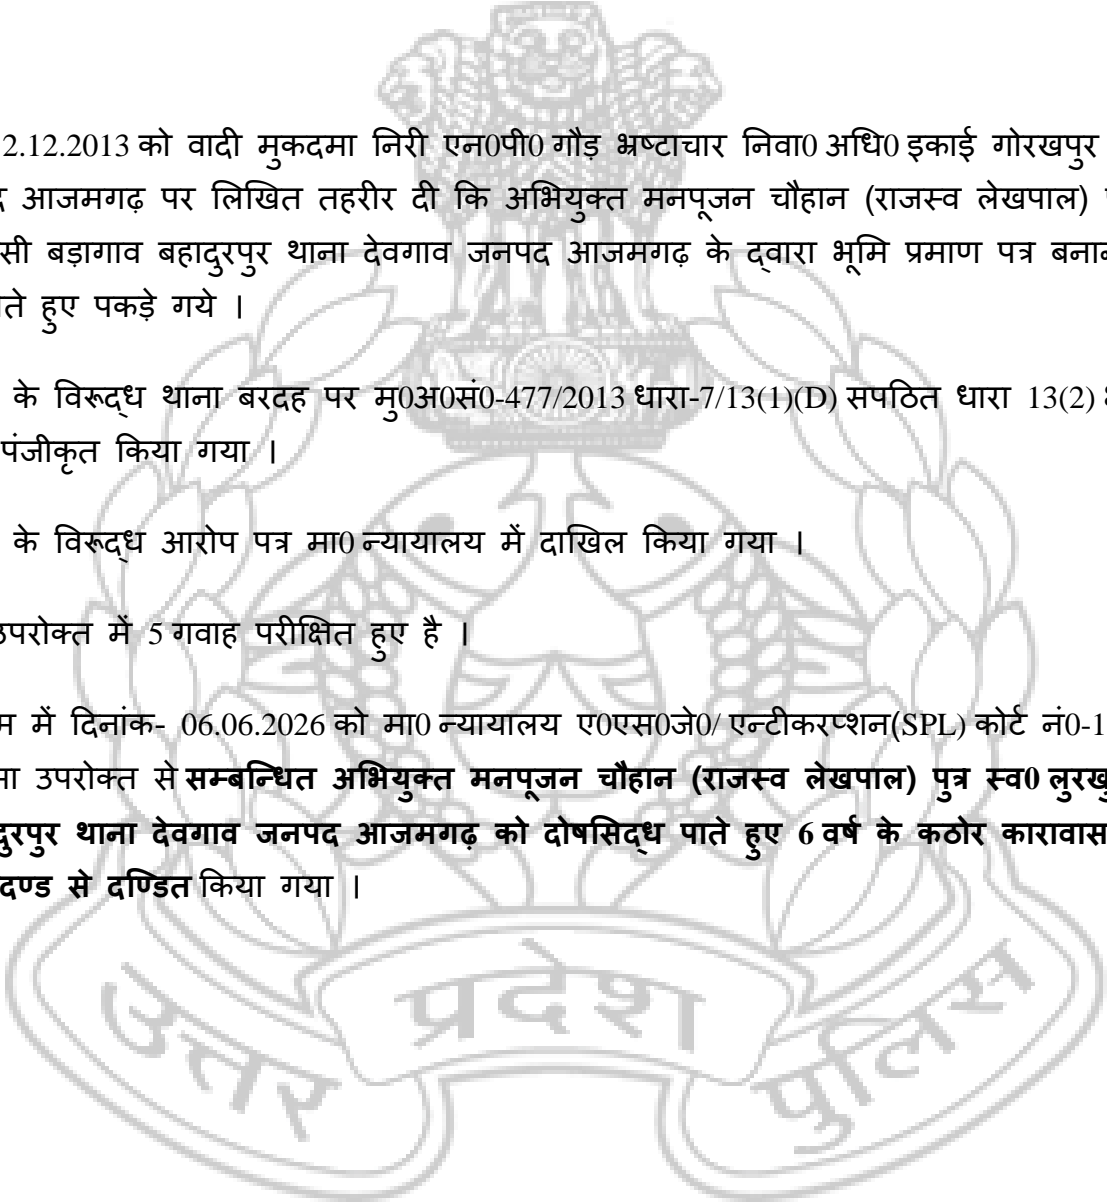 2.12.2013 को वादी मुकदमा निरी एन0पी0 गौड़ भ्रष्टाचार निवा0 अधि0 इकाई गोरखपुर
आजमगढ़ पर लिखित तहरीर दी कि अभियुक्त मनपूजन चौहान (राजस्व लेखपाल)
सी बड़ागाव बहादुरपुर थाना देवगाव जनपद आजमगढ़ के द्वारा भूमि प्रमाण पत्र
ते हुए पकड़े गये ।
के विरूद्ध थाना बरदह पर मु0अ0सं0-477/2013 धारा-7/13(1)(D) सपठित धारा 13(2)
पंजीकृत किया गया ।
के विरूद्ध आरोप पत्र मा0 न्यायालय में दाखिल किया गया ।
उपरोक्त में 5 गवाह परीक्षित हुए है ।
म में दिनांक- 06.06.2026 को मा0 न्यायालय ए0एस0जे0/ एन्टीकरप्शन(SPL) कोर्ट नं0-1
उपरोक्त से सम्बन्धित अभियुक्त मनपूजन चौहान (राजस्व लेखपाल) पुत्र स्व0
दुरपुर थाना देवगाव जनपद आजमगढ़ को दोषसिद्ध पाते हुए 6 वर्ष के कठोर कारावास
दण्ड से दण्डित किया गया ।
उत्तर प्रदेश पुलिस